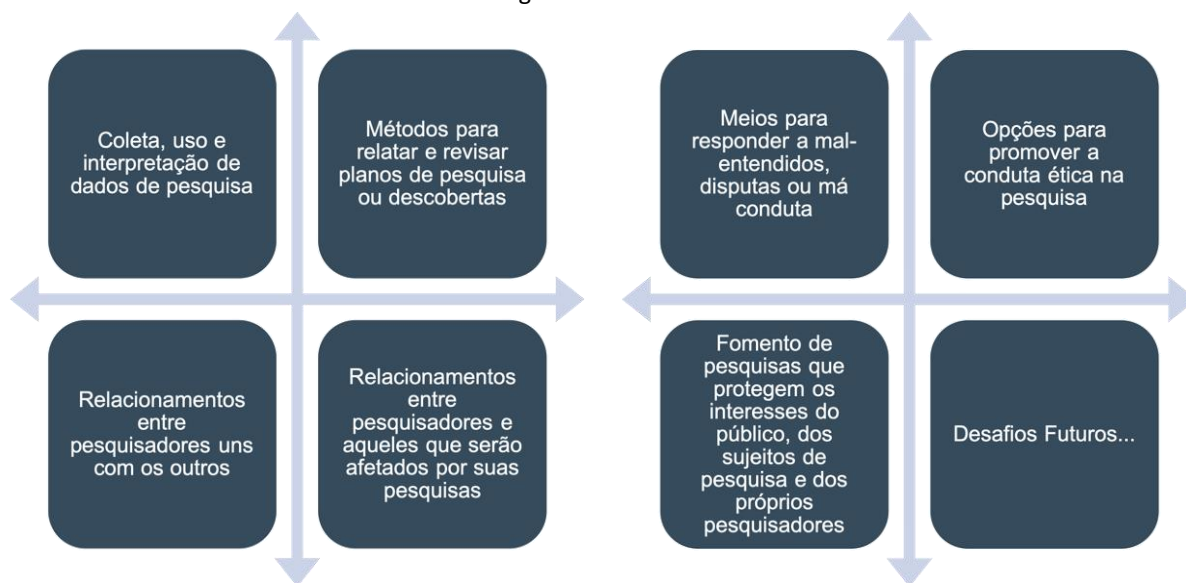 Coleta, uso e
interpretação de
dados de pesquisa
Métodos para
relatar e revisar
planos de pesquisa
ou descobertas
Relacionamentos
entre
pesquisadores uns
com os outros
Relacionamentos
entre
pesquisadores e
aqueles que serão
afetados por suas
pesquisas
Meios para
responder a mal-
entendidos,
disputas ou má
conduta
Opções para
promover a
conduta ética na
pesquisa
Fomento de
pesquisas que
protegem os
interesses do
público, dos
sujeitos de
pesquisa e dos
próprios
pesquisadores
Desafios Futuros...